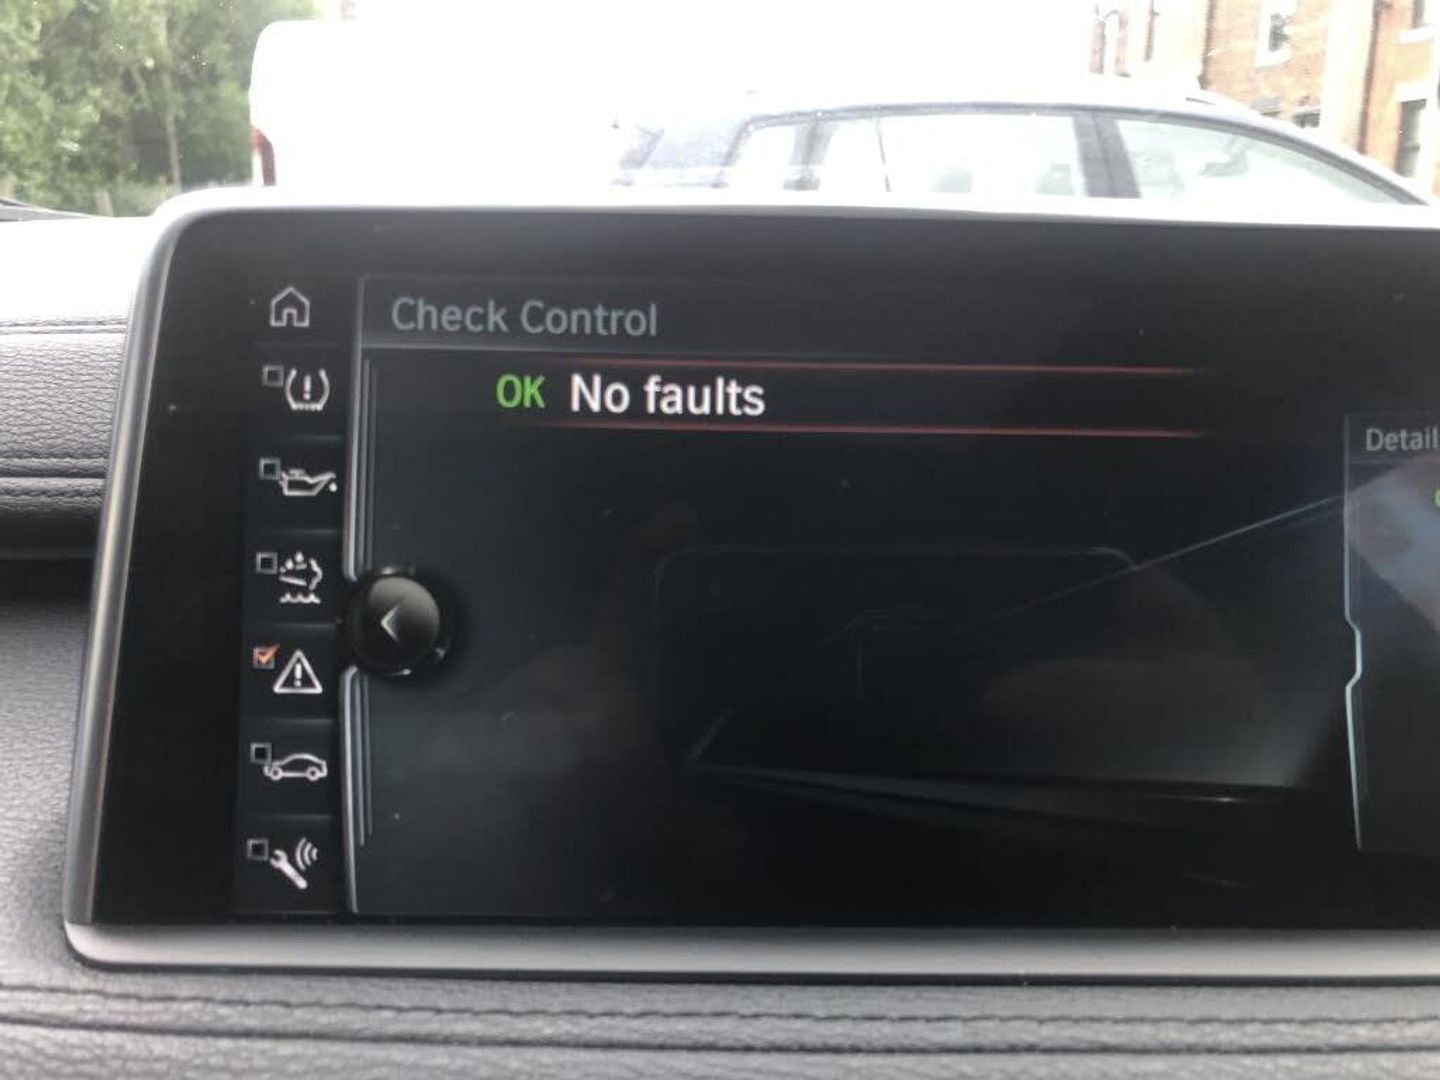 Check Control
OK No faults
Detail